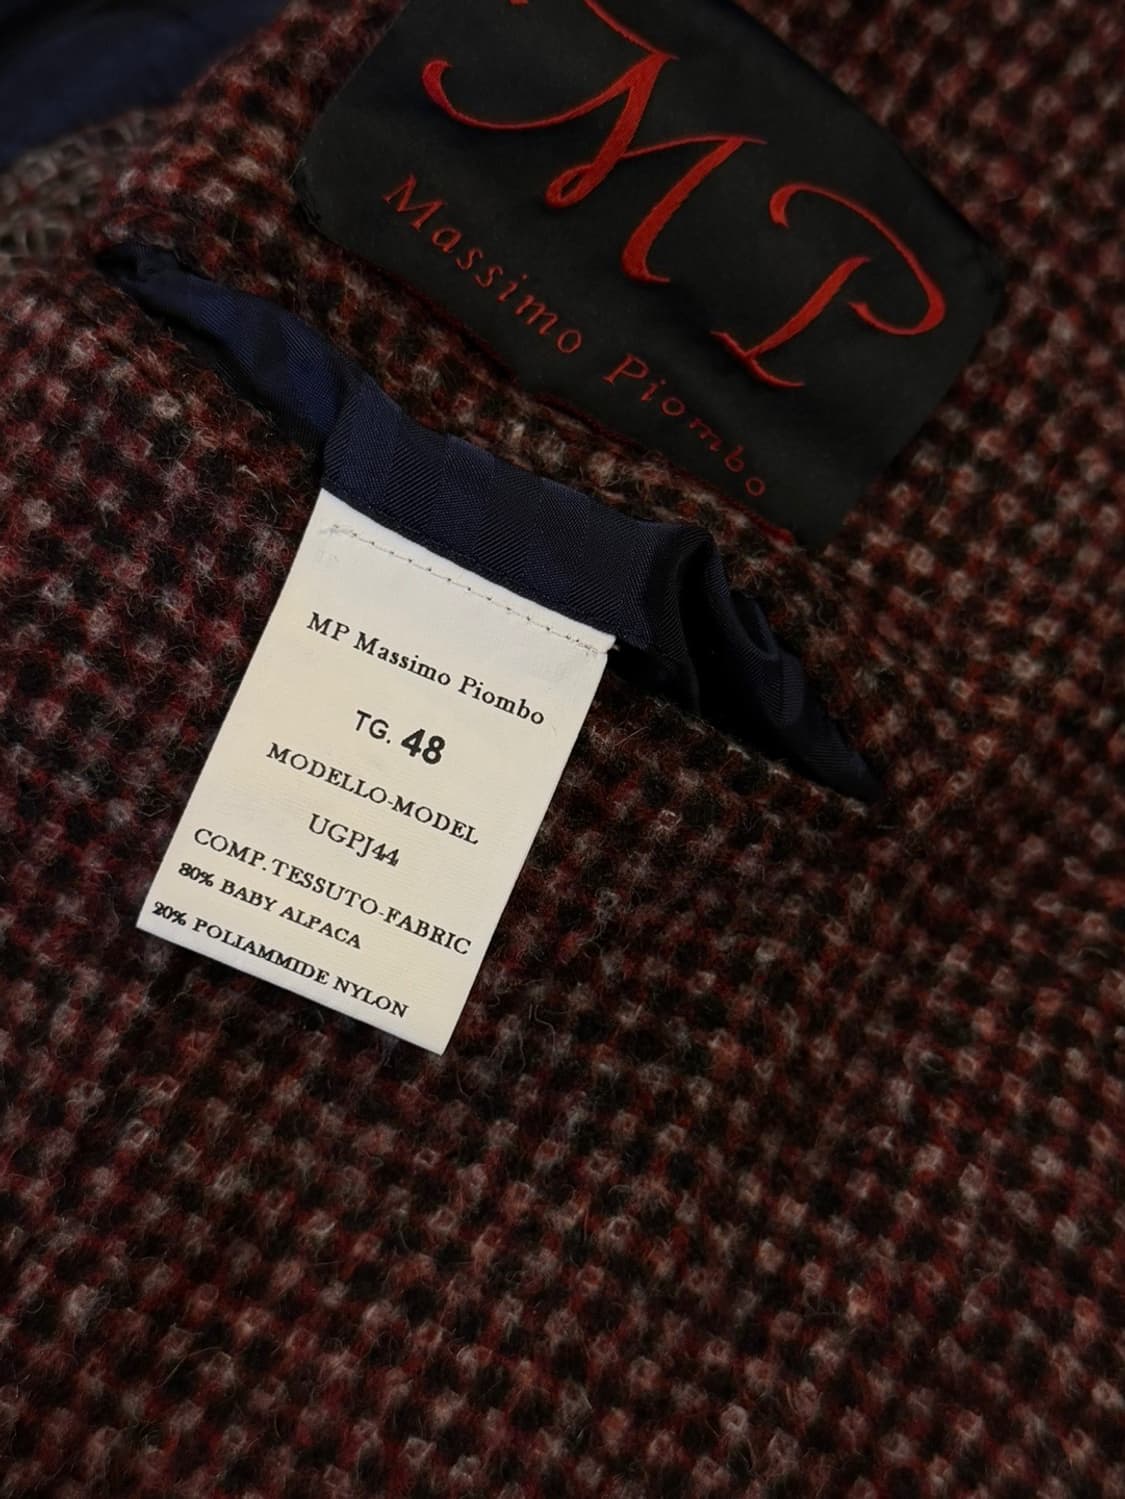 MP
Massimo Piombo
MP Massimo Piombo
TG. 48
MODELLO-MODEL
UGPJ44
COMP. TESSUTO-FABRIC
80% BABY ALPACA
20% POLIAMMIDE NYLON